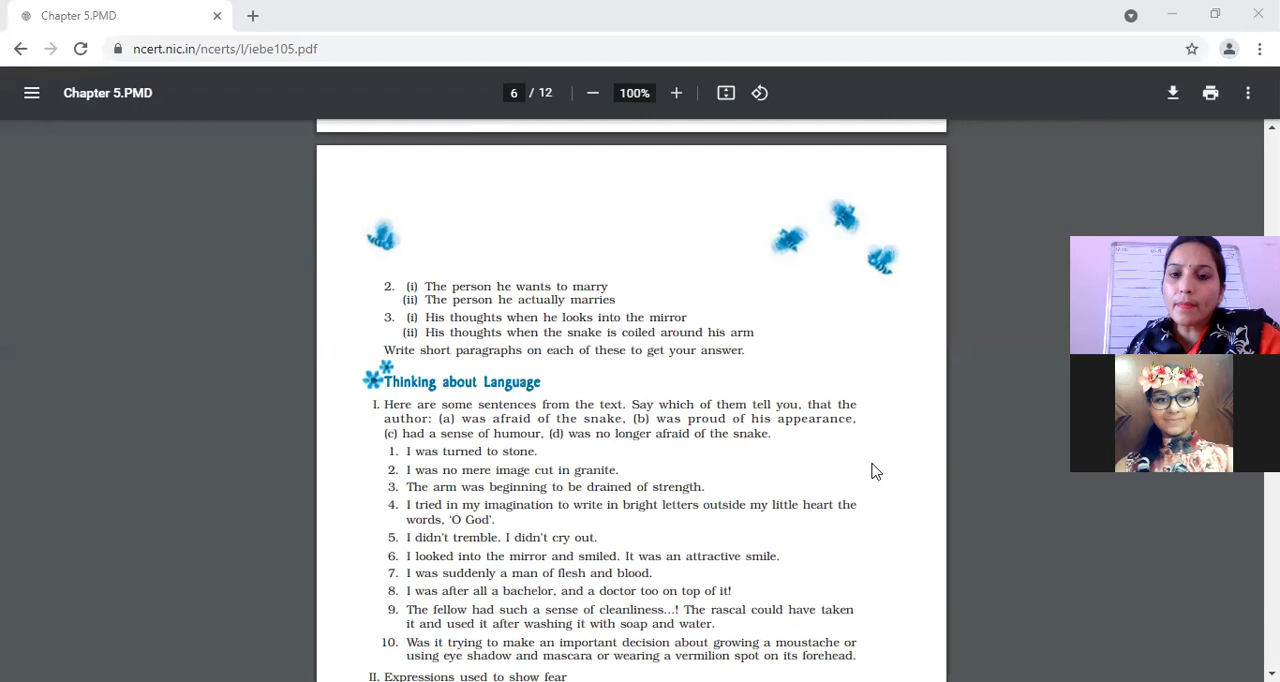 Chapter 5.PMD
ncert.nic.in/ncerts/l/iebe105.pdf
Chapter 5.PMD
6 / 12
100%
2. (i) The person he wants to marry
(ii) The person he actually marries
3. (i) His thoughts when he looks into the mirror
(ii) His thoughts when the snake is coiled around his arm
Write short paragraphs on each of these to get your answer.
Thinking about Language
I. Here are some sentences from the text. Say which of them tell you, that the
author: (a) was afraid of the snake, (b) was proud of his appearance,
(c) had a sense of humour, (d) was no longer afraid of the snake.
1. I was turned to stone.
2. I was no mere image cut in granite.
3. The arm was beginning to be drained of strength.
4. I tried in my imagination to write in bright letters outside my little heart the
words, ‘O God’.
5. I didn’t tremble. I didn’t cry out.
6. I looked into the mirror and smiled. It was an attractive smile.
7. I was suddenly a man of flesh and blood.
8. I was after all a bachelor, and a doctor too on top of it!
9. The fellow had such a sense of cleanliness...! The rascal could have taken
it and used it after washing it with soap and water.
10. Was it trying to make an important decision about growing a moustache or
using eye shadow and mascara or wearing a vermilion spot on its forehead.
II. Expressions used to show fear